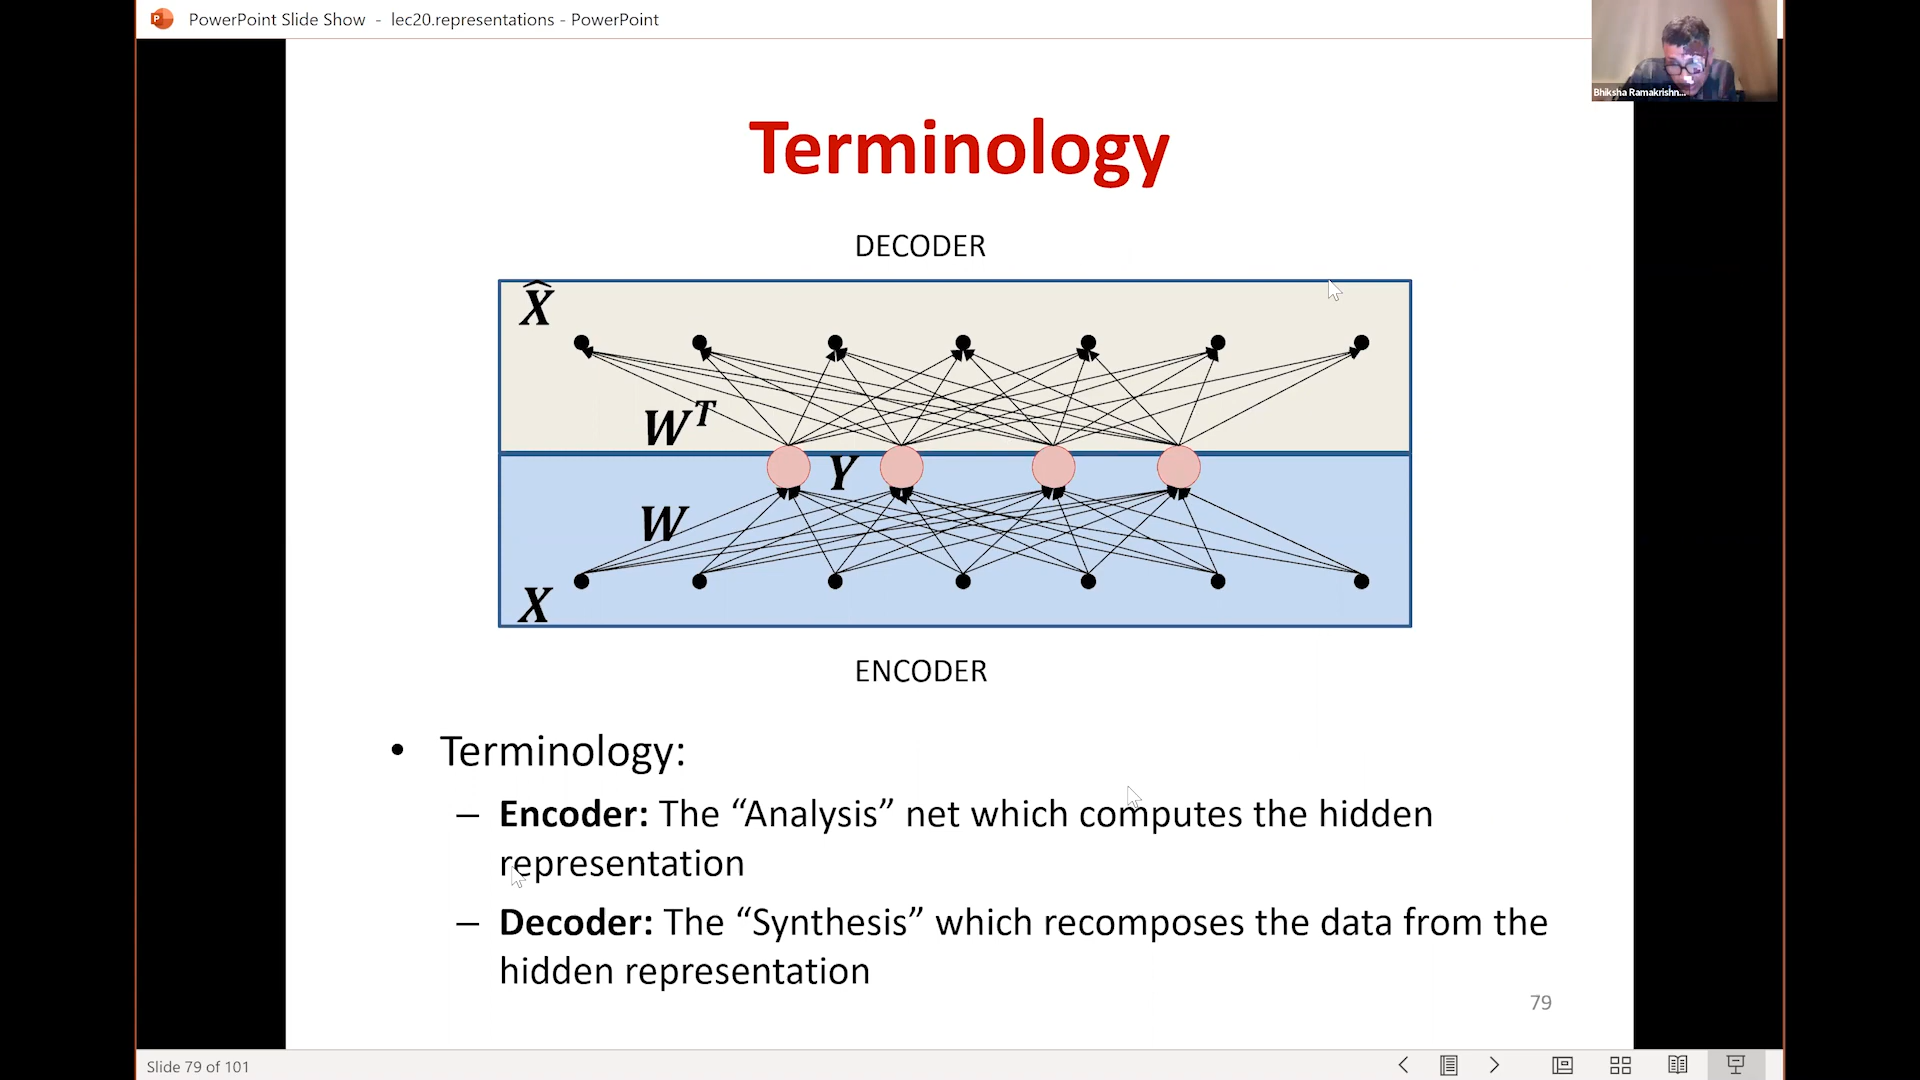 PowerPoint Slide Show - lec20.representations - PowerPoint
Bhiksha Ramakrishn...
Terminology
DECODER
X̂
Wᵀ
Y
W
X
ENCODER
• Terminology:
– Encoder: The “Analysis” net which computes the hidden
representation
– Decoder: The “Synthesis” which recomposes the data from the
hidden representation
79
Slide 79 of 101